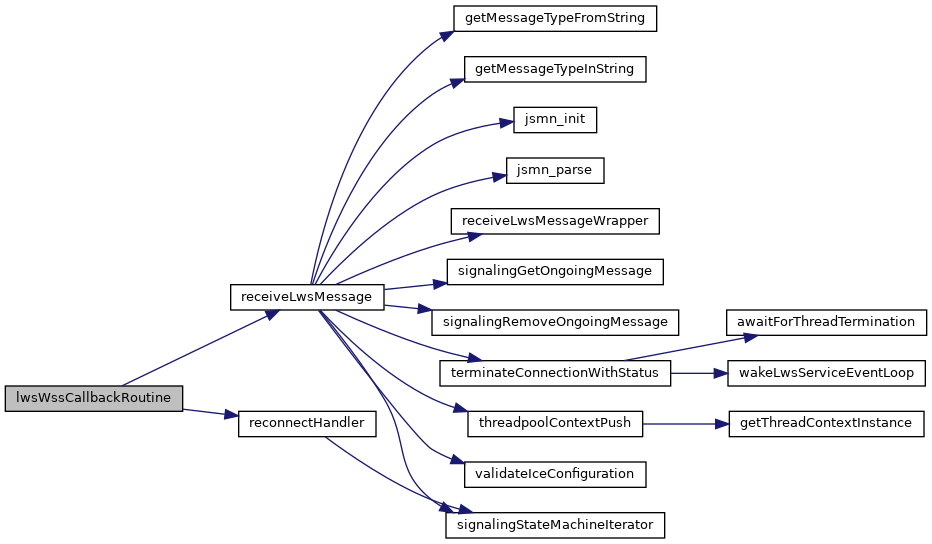 getMessageTypeFromString
getMessageTypeInString
jsmn_init
jsmn_parse
receiveLwsMessageWrapper
signalingGetOngoingMessage
receiveLwsMessage
signalingRemoveOngoingMessage
awaitForThreadTermination
terminateConnectionWithStatus
wakeLwsServiceEventLoop
lwsWssCallbackRoutine
reconnectHandler
threadpoolContextPush
getThreadContextInstance
validateIceConfiguration
signalingStateMachineIterator